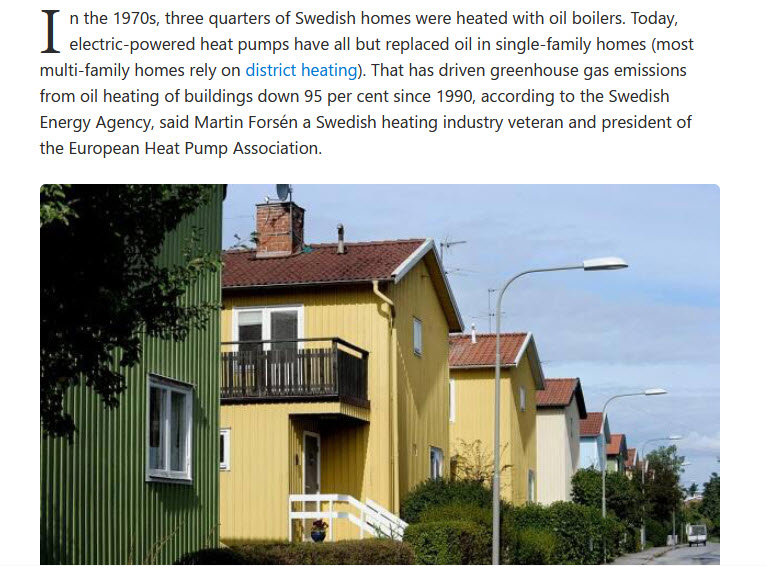 In the 1970s, three quarters of Swedish homes were heated with oil boilers. Today,
electric-powered heat pumps have all but replaced oil in single-family homes (most
multi-family homes rely on district heating). That has driven greenhouse gas emissions
from oil heating of buildings down 95 per cent since 1990, according to the Swedish
Energy Agency, said Martin Forsén a Swedish heating industry veteran and president of
the European Heat Pump Association.